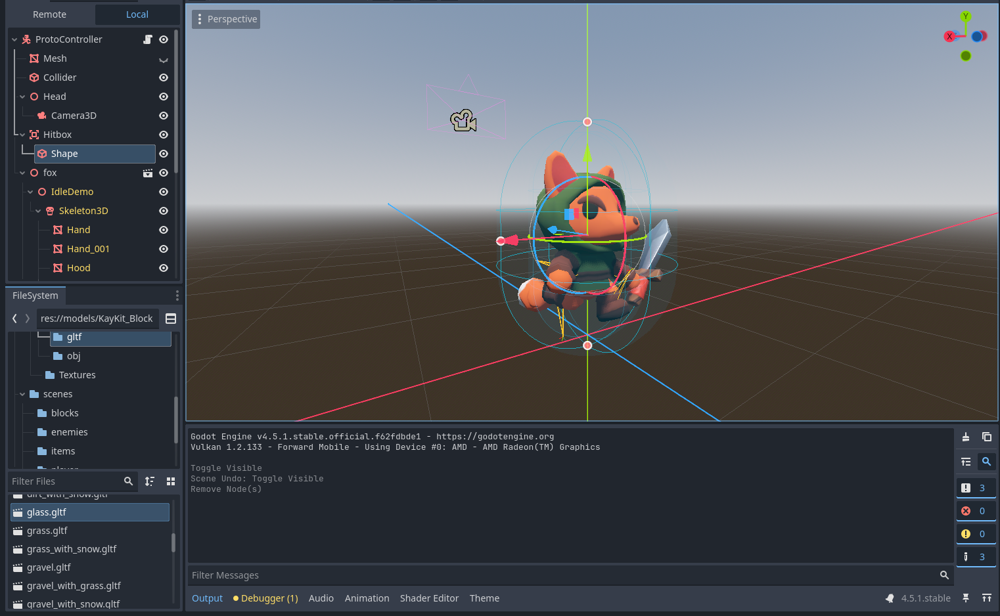 Remote
Local
ProtoController
Mesh
Collider
Head
Camera3D
Hitbox
Shape
fox
IdleDemo
Skeleton3D
Hand
Hand_001
Hood
FileSystem
res://models/KayKit_Block
gltf
obj
Textures
scenes
blocks
enemies
items
player
Filter Files
dirt_with_snow.gltf
glass.gltf
grass.gltf
grass_with_snow.gltf
gravel.gltf
gravel_with_grass.gltf
gravel_with_snow.gltf
Perspective
Y
X
Godot Engine v4.5.1.stable.official.f62fdbde1 - https://godotengine.org
Vulkan 1.2.133 - Forward Mobile - Using Device #0: AMD - AMD Radeon(TM) Graphics
Toggle Visible
Scene Undo: Toggle Visible
Remove Node(s)
3
0
0
3
Filter Messages
Output
Debugger (1)
Audio
Animation
Shader Editor
Theme
4.5.1.stable